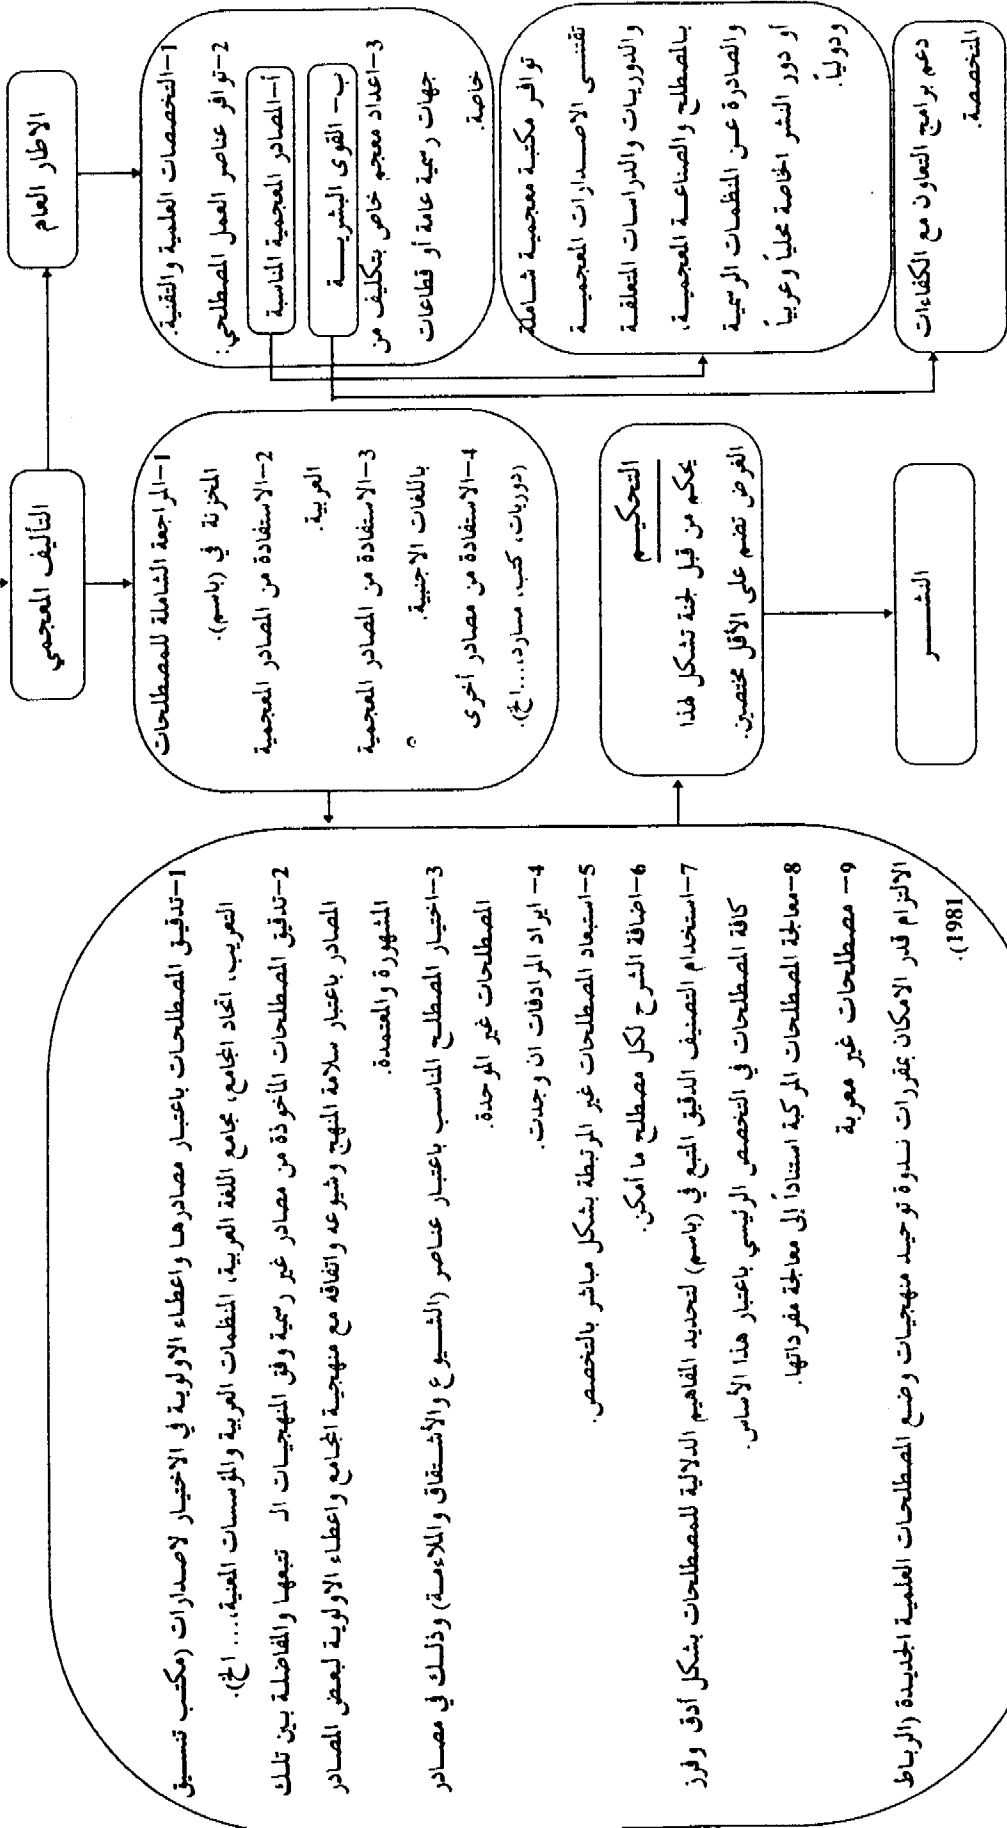 التأليف المعجمي
الاطار العام
1-التخصصات العلمية والتقنية.
2-توافر عناصر العمل المصطلحي:
أ-المصادر المعجمية المناسبة
ب- القوى البشريـــة
3-اعداد معجم خاص بتكليف من
جهات رسمية عامة أو قطاعات
خاصة.
توافر مكتبة معجمية شاملة
تقتنى الاصدارات المعجمية
والدوريات والدراسات المتعلقة
بالمصطلح والصناعة المعجمية،
والصادرة عن المنظمات الرسمية
أو دور النشر الخاصة محلياً وعربياً
ودولياً.
دعم برامج التعاون مع الكفاءات
المتخصصة.
1-المراجعة الشاملة للمصطلحات
المخزنة في (باسم).
2-الاستفادة من المصادر المعجمية
العربية.
3-الاستفادة من المصادر المعجمية
باللغات الاجنبية.
4-الاستفادة من مصادر أخرى
(دوريات، كتب، مسارد،...الخ).
1-تدقيق المصطلحات باعتبار مصادرها واعطاء الاولوية في الاختيار لاصدارات (مكتب تنسيق
التعريب، اتحاد المجامع، مجامع اللغة العربية، المنظمات العربية والمؤسسات المعنية،... الخ).
2-تدقيق المصطلحات المأخوذة من مصادر غير رسمية وفق المنهجيات الـ تتبعها والمفاضلة بين تلك
المصادر باعتبار سلامة المنهج وشيوعه واتفاقه مع منهجية المجامع واعطاء الاولوية لبعض المصادر
المشهورة والمعتمدة.
3-اختيار المصطلح المناسب باعتبار عناصر (الشيوع والأشتقاق والملاءمة) وذلك في مصادر
المصطلحات غير الموحدة.
4- ايراد المرادفات ان وجدت.
5-استبعاد المصطلحات غير المرتبطة بشكل مباشر بالتخصص.
6-اضافة الشرح لكل مصطلح ما أمكن.
7-استخدام التصنيف الدقيق المتبع في (باسم) لتحديد المفاهيم الدلالية للمصطلحات بشكل أدق وفرز
كافة المصطلحات في التخصص الرئيسي باعتبار هذا الأساس.
8-معالجة المصطلحات المركبة استناداً إلى معالجة مفرداتها.
9- مصطلحات غير معربة
الالتزام قدر الامكان بمقررات ندوة توحيد منهجيات وضع المصطلحات العلمية الجديدة (الرباط
1981).
التحكيـــم
يحكم من قبل لجنة تشكل لهذا
الغرض تضم على الأقل مختصين.
النشـــــر